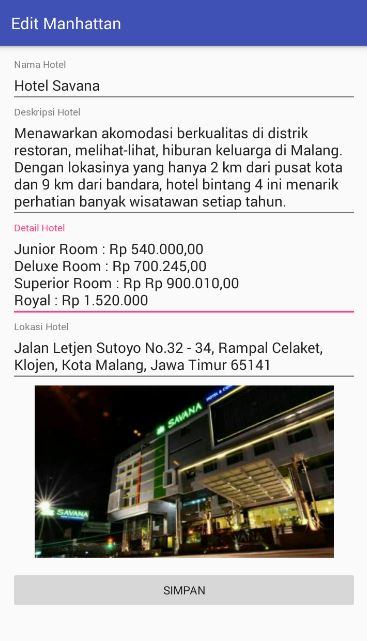 Edit Manhattan
Nama Hotel
Hotel Savana
Deskripsi Hotel
Menawarkan akomodasi berkualitas di distrik
restoran, melihat-lihat, hiburan keluarga di Malang.
Dengan lokasinya yang hanya 2 km dari pusat kota
dan 9 km dari bandara, hotel bintang 4 ini menarik
perhatian banyak wisatawan setiap tahun.
Detail Hotel
Junior Room : Rp 540.000,00
Deluxe Room : Rp 700.245,00
Superior Room : Rp Rp 900.010,00
Royal : Rp 1.520.000
Lokasi Hotel
Jalan Letjen Sutoyo No.32 - 34, Rampal Celaket,
Klojen, Kota Malang, Jawa Timur 65141
SAVANA
SAVANA
SAVANA
SIMPAN